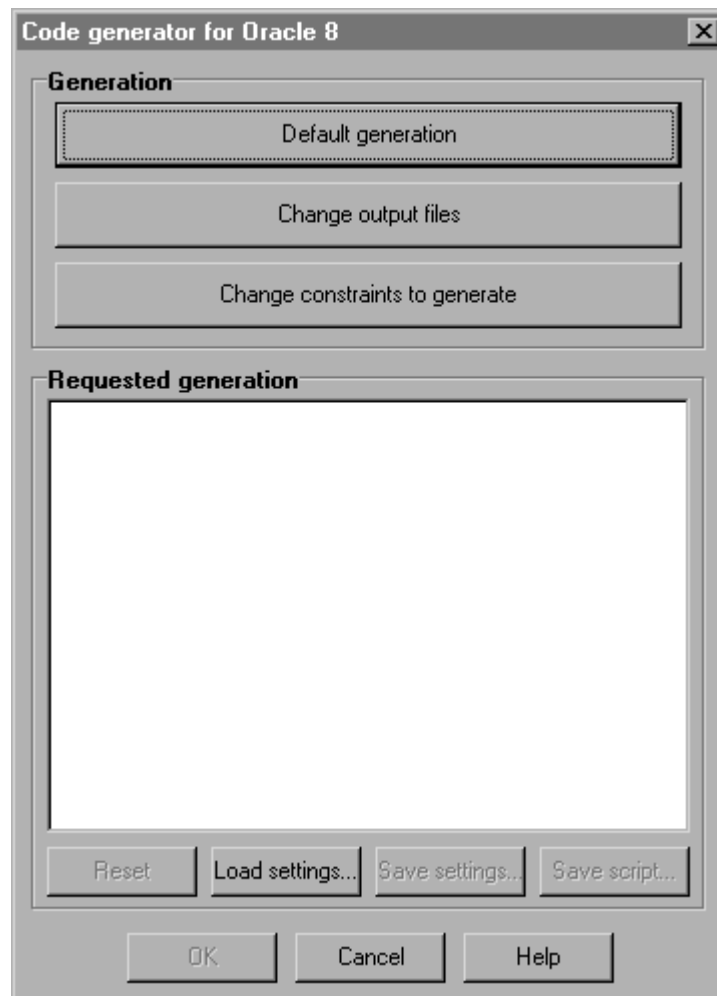 Code generator for Oracle 8
Generation
Default generation
Change output files
Change constraints to generate
Requested generation
Reset Load settings... Save settings... Save script...
OK Cancel Help